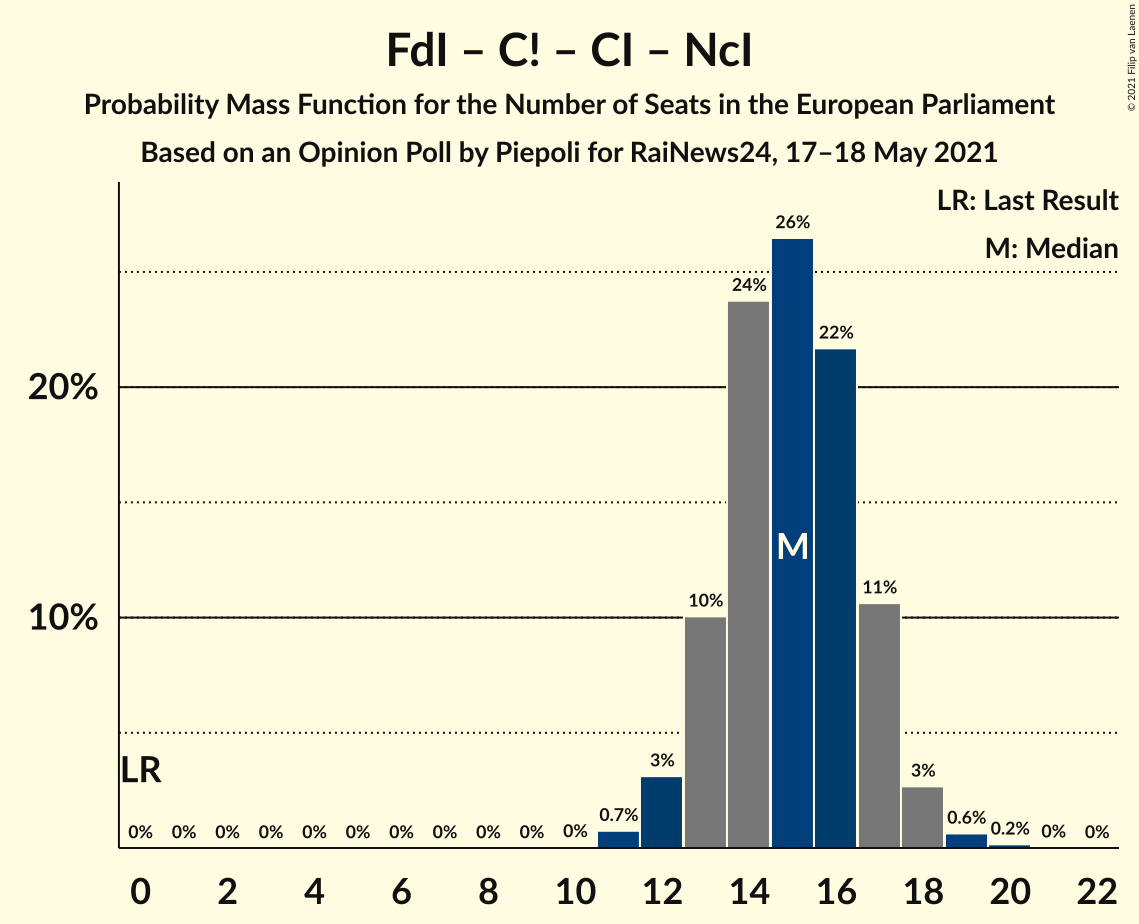 FdI – C! – CI – NcI
Probability Mass Function for the Number of Seats in the European Parliament
Based on an Opinion Poll by Piepoli for RaiNews24, 17–18 May 2021
© 2021 Filip van Laenen
LR: Last Result
M: Median
26%
24%
22%
20%
M
10%
11%
10%
LR
3%
3%
0% 0% 0% 0% 0% 0% 0% 0% 0% 0% 0% 0.7% 0.6% 0.2% 0% 0%
0 2 4 6 8 10 12 14 16 18 20 22